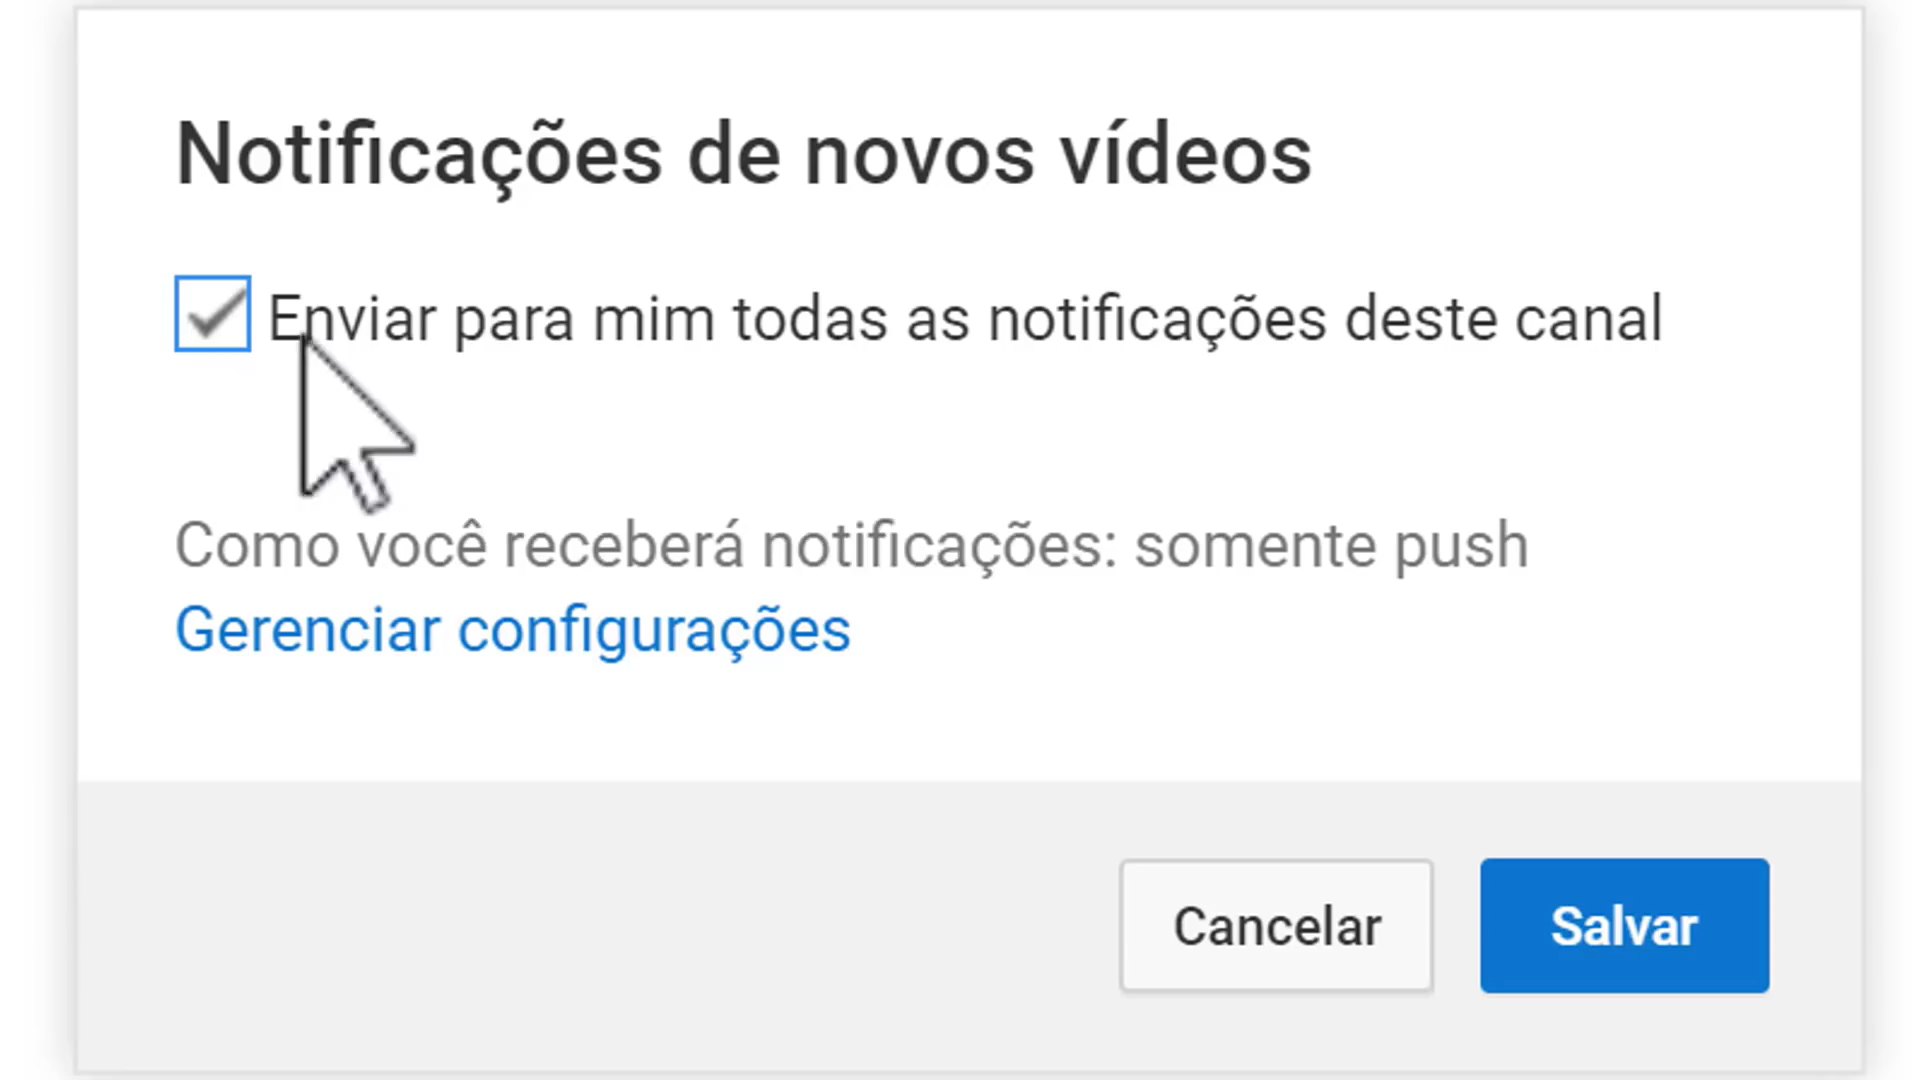 Notificações de novos vídeos
Enviar para mim todas as notificações deste canal
Como você receberá notificações: somente push
Gerenciar configurações
Cancelar
Salvar